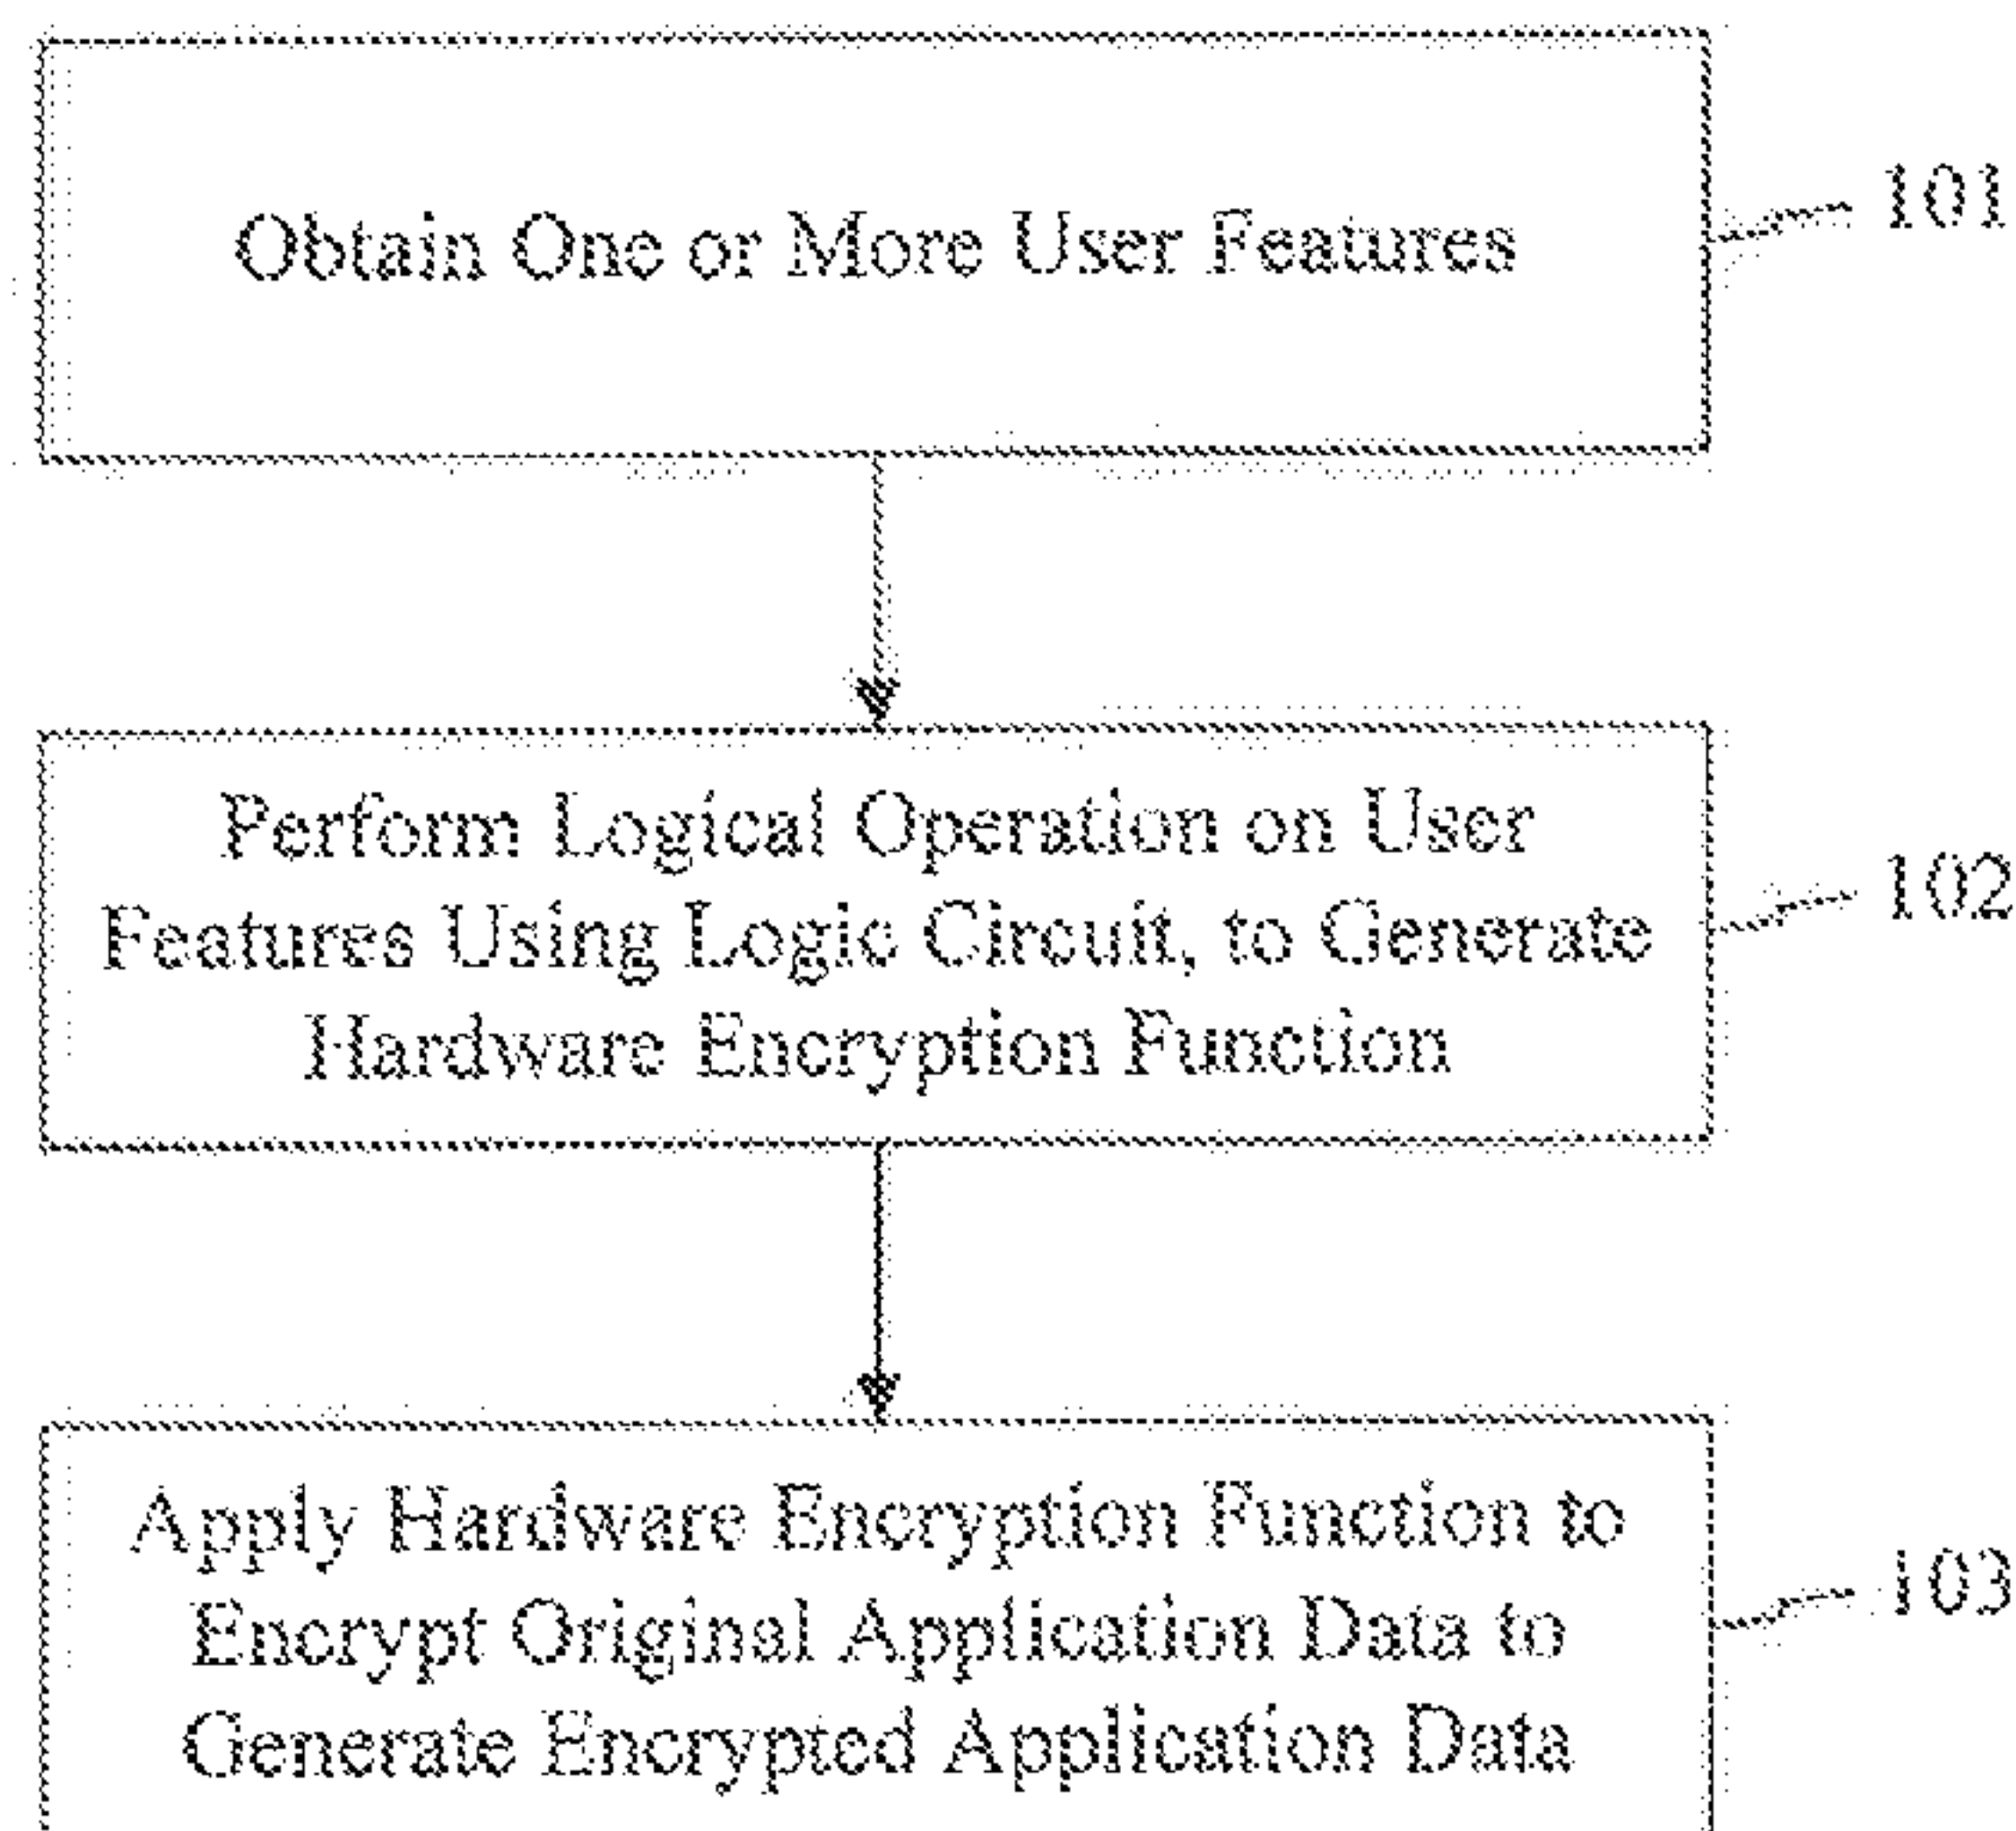 Obtain One or More User Features
101
Perform Logical Operation on User
Features Using Logic Circuit, to Generate
Hardware Encryption Function
102
Apply Hardware Encryption Function to
Encrypt Original Application Data to
Generate Encrypted Application Data
103